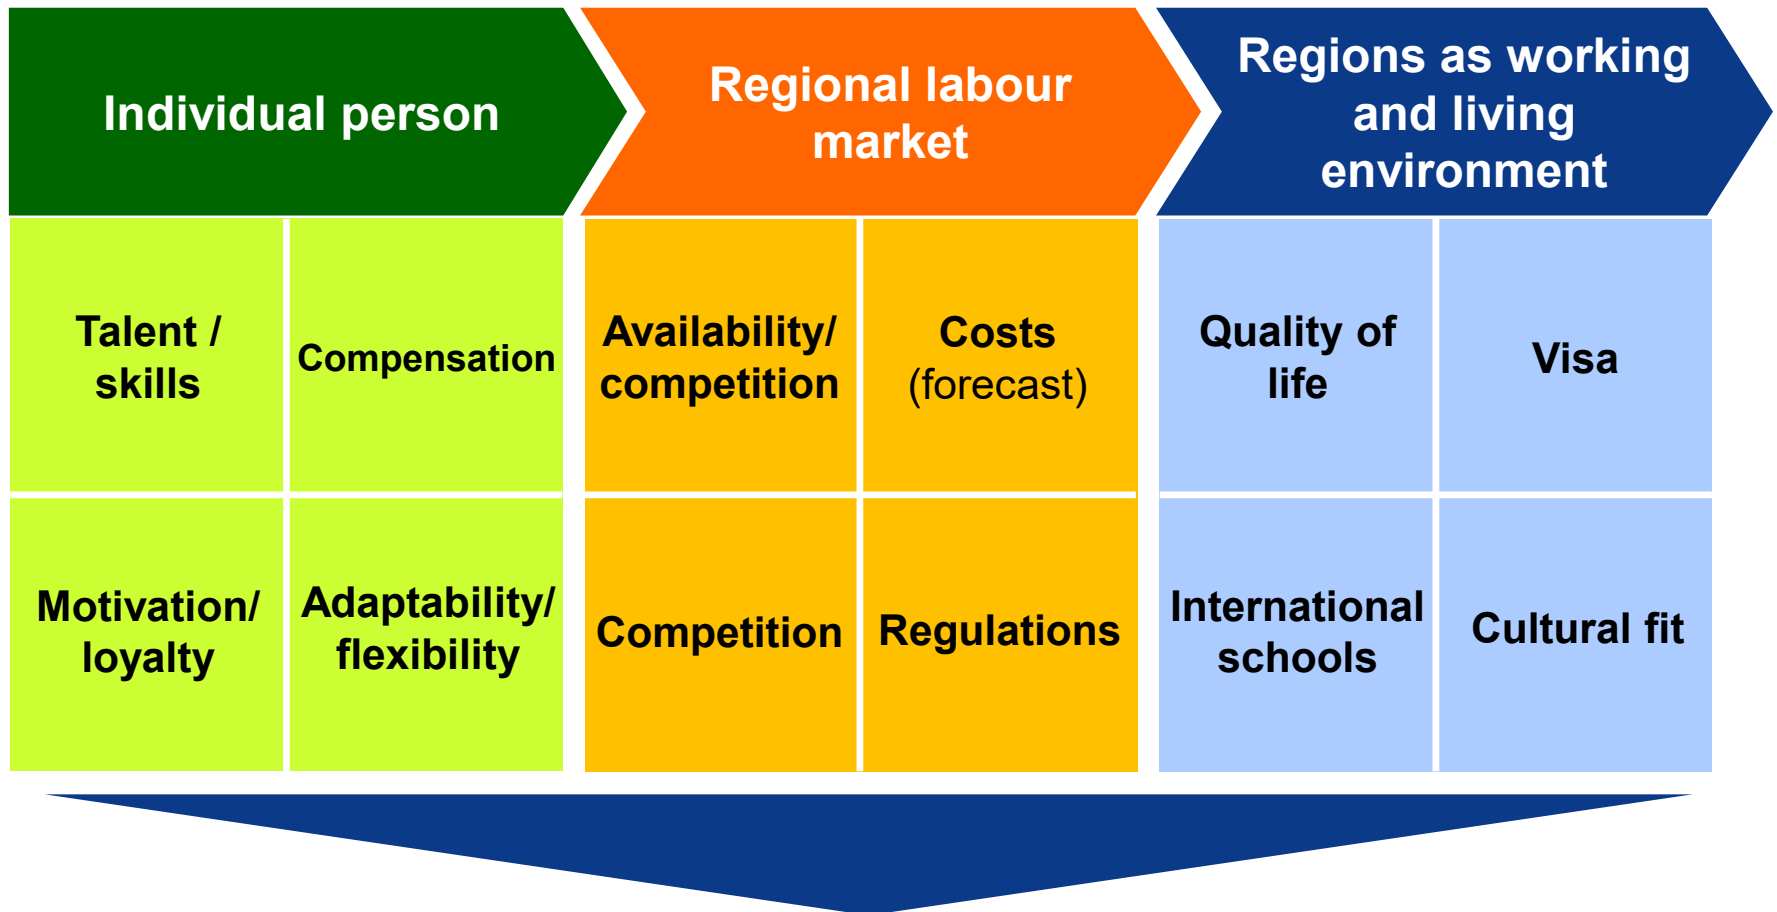 Individual person
Regional labour
market
Regions as working
and living
environment
Talent /
skills
Compensation
Availability/
competition
Costs
(forecast)
Quality of
life
Visa
Motivation/
loyalty
Adaptability/
flexibility
Competition
Regulations
International
schools
Cultural fit